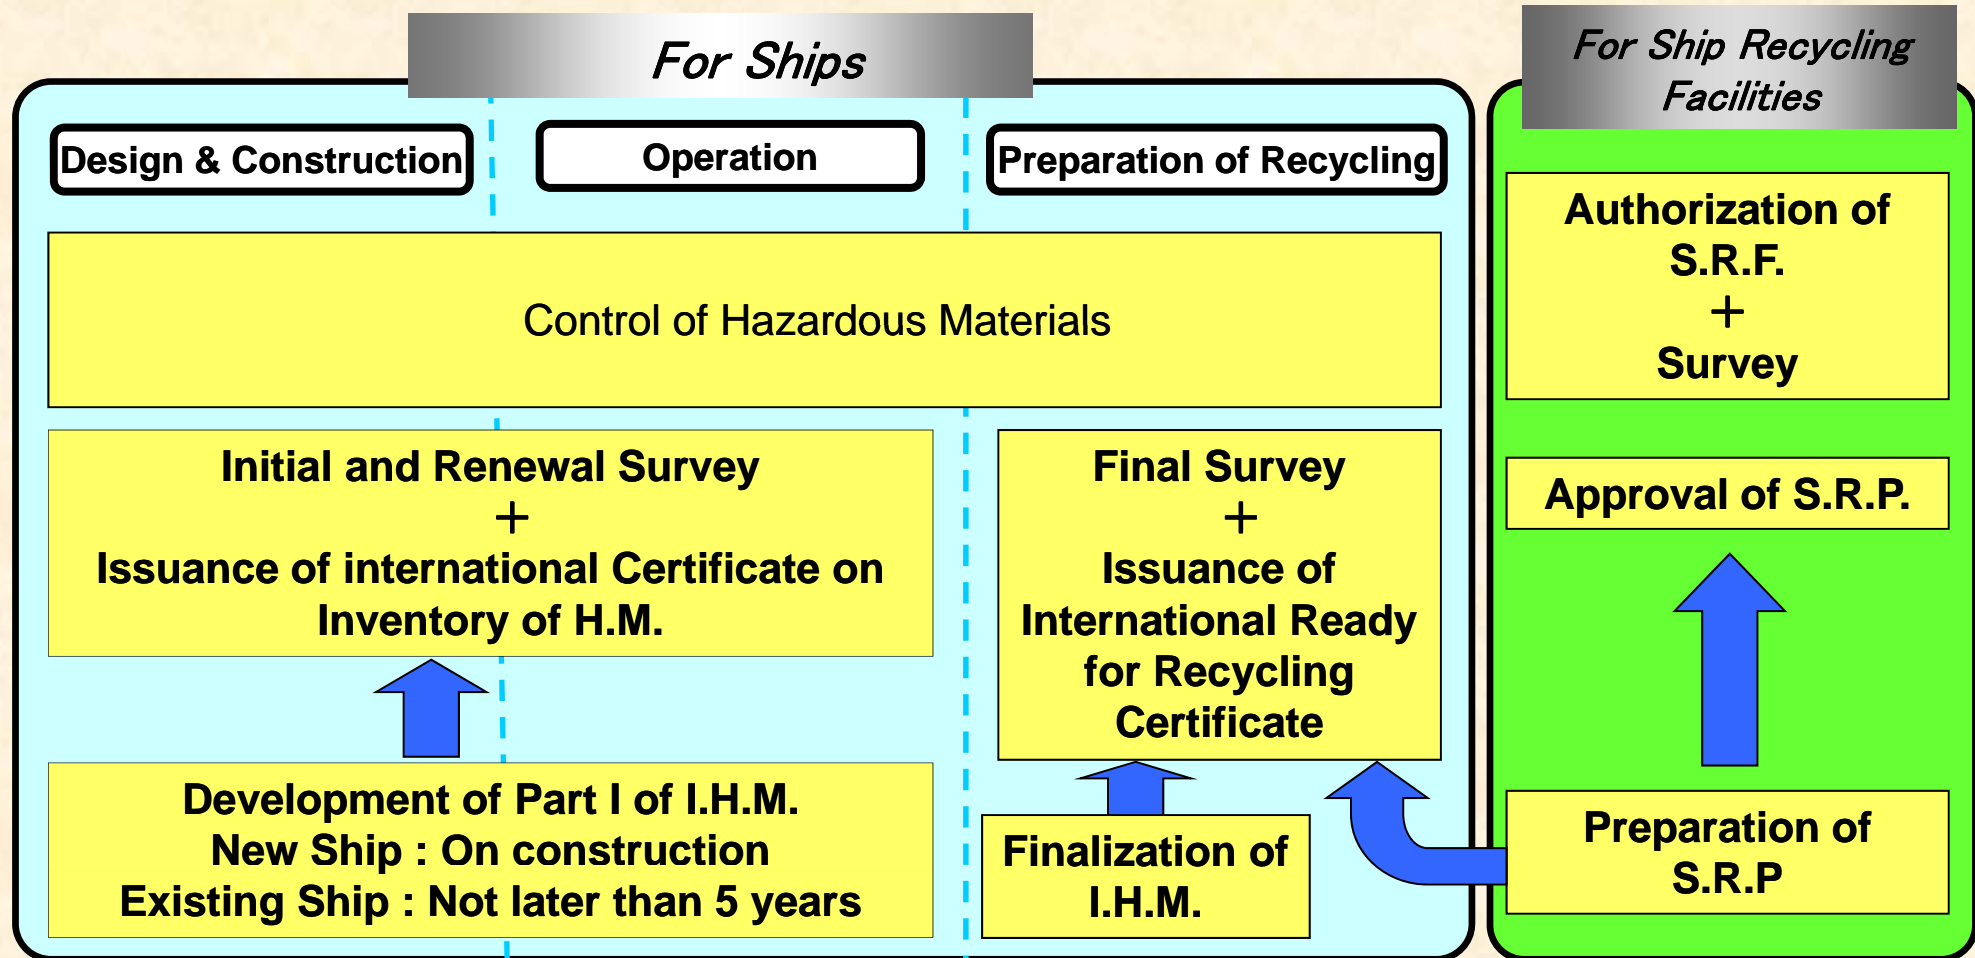 For Ships
Design & Construction
Operation
Preparation of Recycling
Control of Hazardous Materials
Initial and Renewal Survey
+
Issuance of international Certificate on
Inventory of H.M.
Development of Part I of I.H.M.
New Ship : On construction
Existing Ship : Not later than 5 years
Final Survey
+
Issuance of
International Ready
for Recycling
Certificate
Finalization of
I.H.M.
For Ship Recycling
Facilities
Authorization of
S.R.F.
+
Survey
Approval of S.R.P.
Preparation of
S.R.P